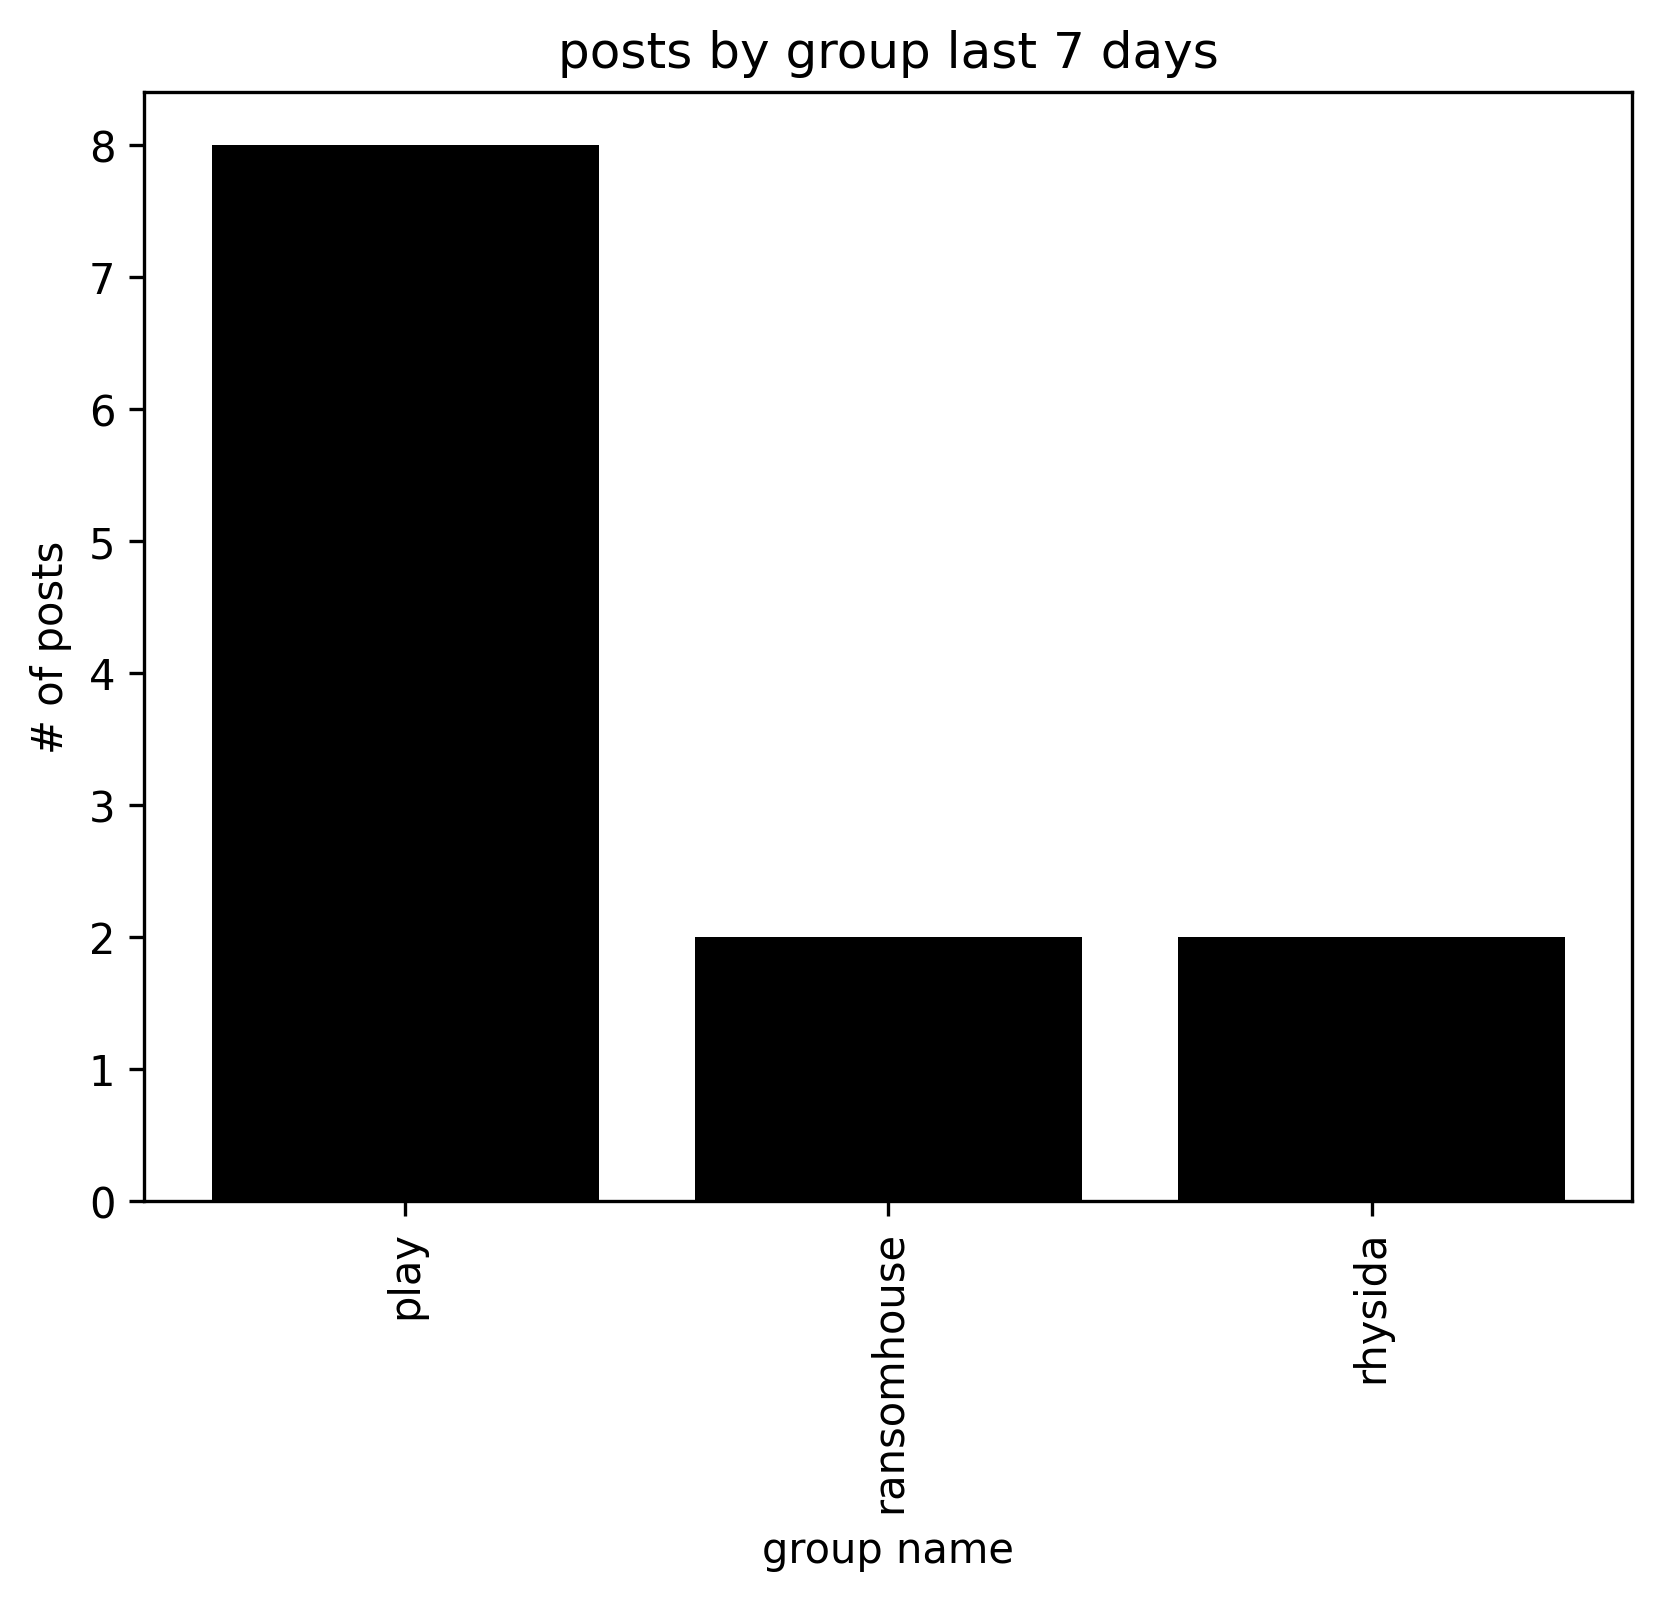 posts by group last 7 days
# of posts
8
7
6
5
4
3
2
1
0
play
ransomhouse
rhysida
group name